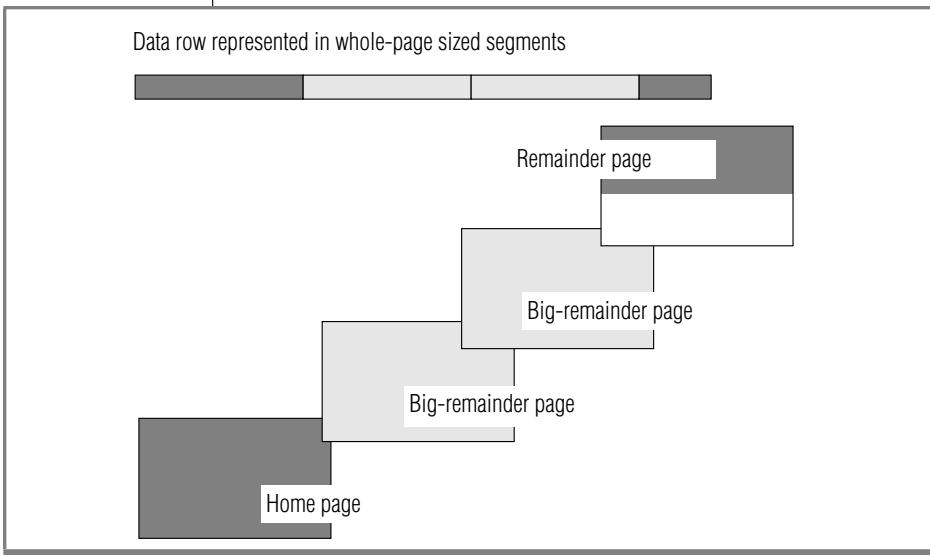 Data row represented in whole-page sized segments
Remainder page
Big-remainder page
Big-remainder page
Home page